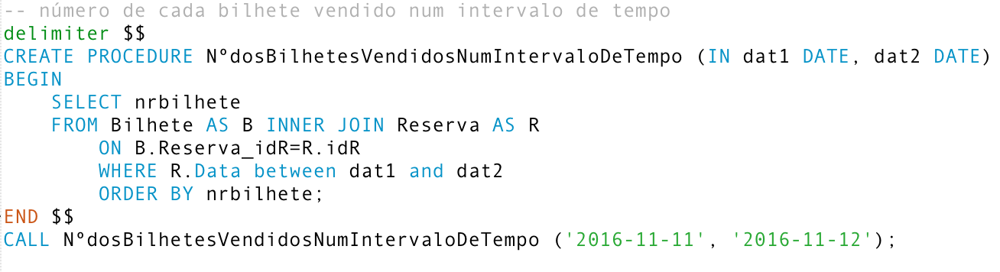 -- número de cada bilhete vendido num intervalo de tempo
delimiter $$
CREATE PROCEDURE NºdosBilhetesVendidosNumIntervaloDeTempo (IN dat1 DATE, dat2 DATE)
BEGIN
    SELECT nrbilhete
    FROM Bilhete AS B INNER JOIN Reserva AS R
        ON B.Reserva_idR=R.idR
        WHERE R.Data between dat1 and dat2
        ORDER BY nrbilhete;
END $$
CALL NºdosBilhetesVendidosNumIntervaloDeTempo ('2016-11-11', '2016-11-12');